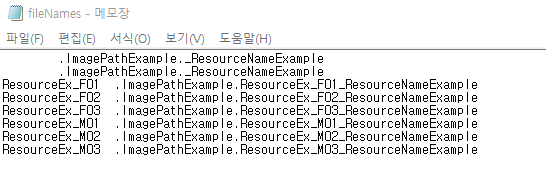 fileNames - 메모장
파일(F) 편집(E) 서식(O) 보기(V) 도움말(H)
.ImagePathExample._ResourceNameExample
.ImagePathExample._ResourceNameExample
ResourceEx_F01 .ImagePathExample.ResourceEx_F01_ResourceNameExample
ResourceEx_F02 .ImagePathExample.ResourceEx_F02_ResourceNameExample
ResourceEx_F03 .ImagePathExample.ResourceEx_F03_ResourceNameExample
ResourceEx_M01 .ImagePathExample.ResourceEx_M01_ResourceNameExample
ResourceEx_M02 .ImagePathExample.ResourceEx_M02_ResourceNameExample
ResourceEx_M03 .ImagePathExample.ResourceEx_M03_ResourceNameExample